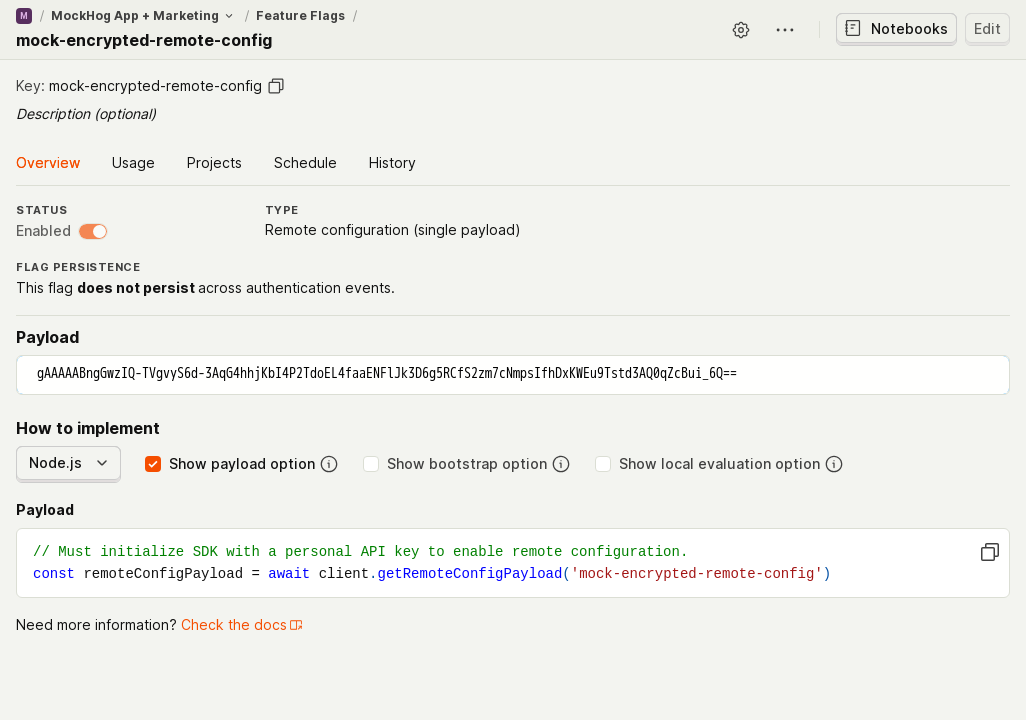 M / MockHog App + Marketing / Feature Flags /
mock-encrypted-remote-config
Notebooks
Edit
Key: mock-encrypted-remote-config
Description (optional)
Overview Usage Projects Schedule History
STATUS
Enabled
TYPE
Remote configuration (single payload)
FLAG PERSISTENCE
This flag does not persist across authentication events.
Payload
gAAAAABngGwzIQ-TVgvyS6d-3AqG4hhjKbI4P2TdoEL4faaENFlJk3D6g5RCfS2zm7cNmpsIfhDxKWEu9Tstd3AQ0qZcBui_6Q==
How to implement
Node.js Show payload option Show bootstrap option Show local evaluation option
Payload
// Must initialize SDK with a personal API key to enable remote configuration.
const remoteConfigPayload = await client.getRemoteConfigPayload('mock-encrypted-remote-config')
Need more information? Check the docs